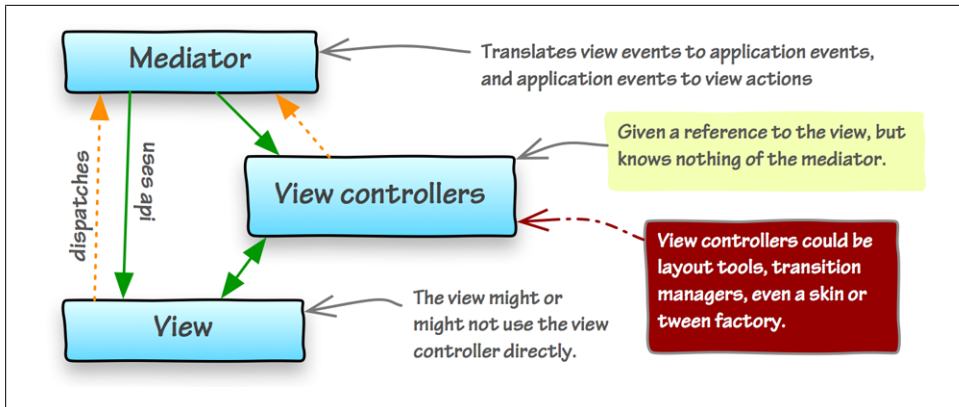 Mediator
Translates view events to application events,
and application events to view actions
dispatches
uses api
Given a reference to the view, but
knows nothing of the mediator.
View controllers
View controllers could be
layout tools, transition
managers, even a skin or
tween factory.
The view might or
might not use the view
controller directly.
View